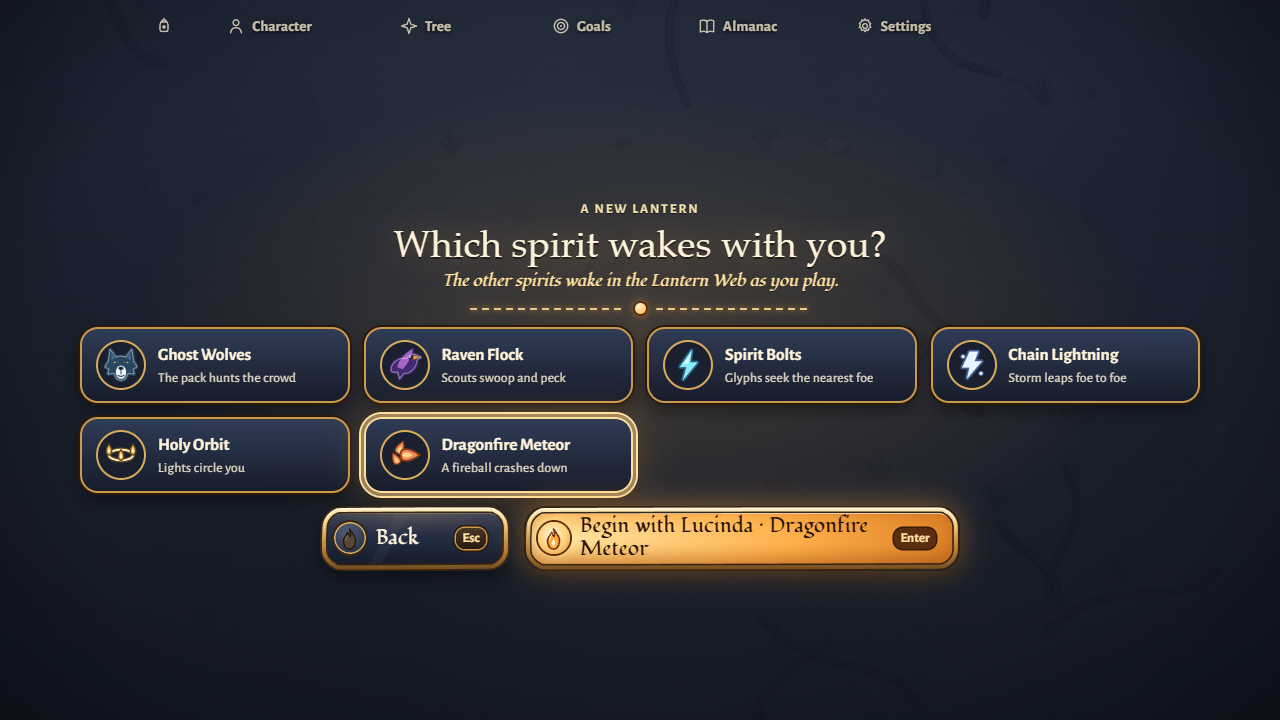 Character Tree Goals Almanac Settings
A NEW LANTERN
Which spirit wakes with you?
The other spirits wake in the Lantern Web as you play.
Ghost Wolves
The pack hunts the crowd
Raven Flock
Scouts swoop and peck
Spirit Bolts
Glyphs seek the nearest foe
Chain Lightning
Storm leaps foe to foe
Holy Orbit
Lights circle you
Dragonfire Meteor
A fireball crashes down
Back Esc
Begin with Lucinda · Dragonfire
Meteor
Enter